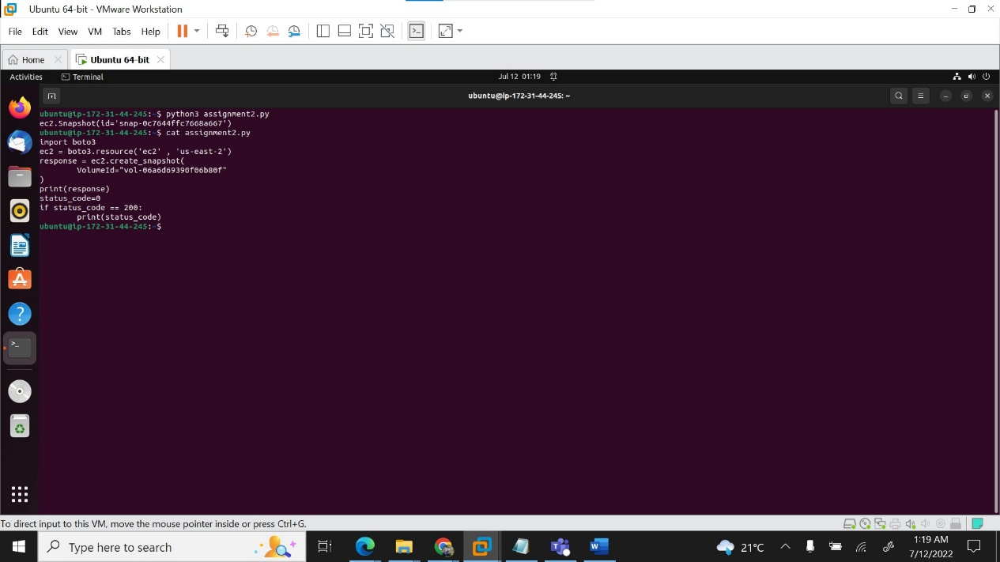 Ubuntu 64-bit - VMware Workstation
File Edit View VM Tabs Help
Home
Ubuntu 64-bit
Activities
Terminal
Jul 12 01:19
ubuntu@ip-172-31-44-245: ~
ubuntu@ip-172-31-44-245:~$ python3 assignment2.py
ec2.Snapshot(id='snap-0c7644ffc7668a667')
ubuntu@ip-172-31-44-245:~$ cat assignment2.py
import boto3
ec2 = boto3.resource('ec2' , 'us-east-2')
response = ec2.create_snapshot(
        VolumeId="vol-06a6d69390f06b80f"
)
print(response)
status_code=0
if status_code == 200:
        print(status_code)
ubuntu@ip-172-31-44-245:~$
To direct input to this VM, move the mouse pointer inside or press Ctrl+G.
Type here to search
21°C
1:19 AM
7/12/2022